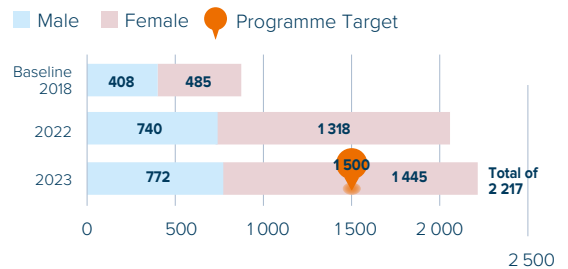 Male Female Programme Target
Baseline
2018
408 485
2022
740 1 318
1 500
2023
772 1 445
Total of
2 217
0 500 1 000 1 500 2 000
2 500